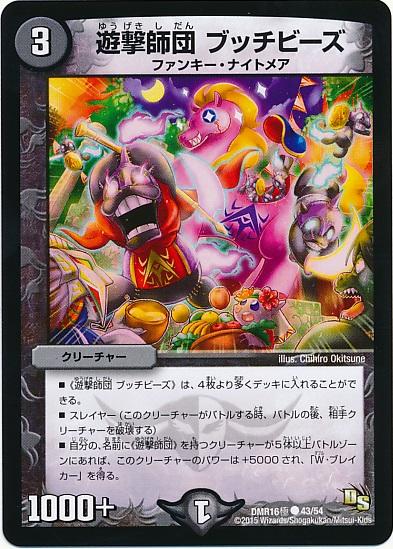 3
ゆうげきしだん
遊撃師団 ブッチビーズ
ファンキー・ナイトメア
illus. Chihiro Okitsune
クリーチャー
■《遊撃師団 ブッチビーズ》は、4枚より多くデッキに入れることができる。
■スレイヤー(このクリーチャーがバトルする時、バトルの後、相手クリーチャーを破壊する)
■自分の、名前に《遊撃師団》を持つクリーチャーが5体以上バトルゾーンにあれば、このクリーチャーのパワーは+5000され、「W・ブレイカー」を得る。
1000+
1
DS
DMR16極 ● 43/54
©2015 Wizards/Shogakukan/Mitsui-Kids